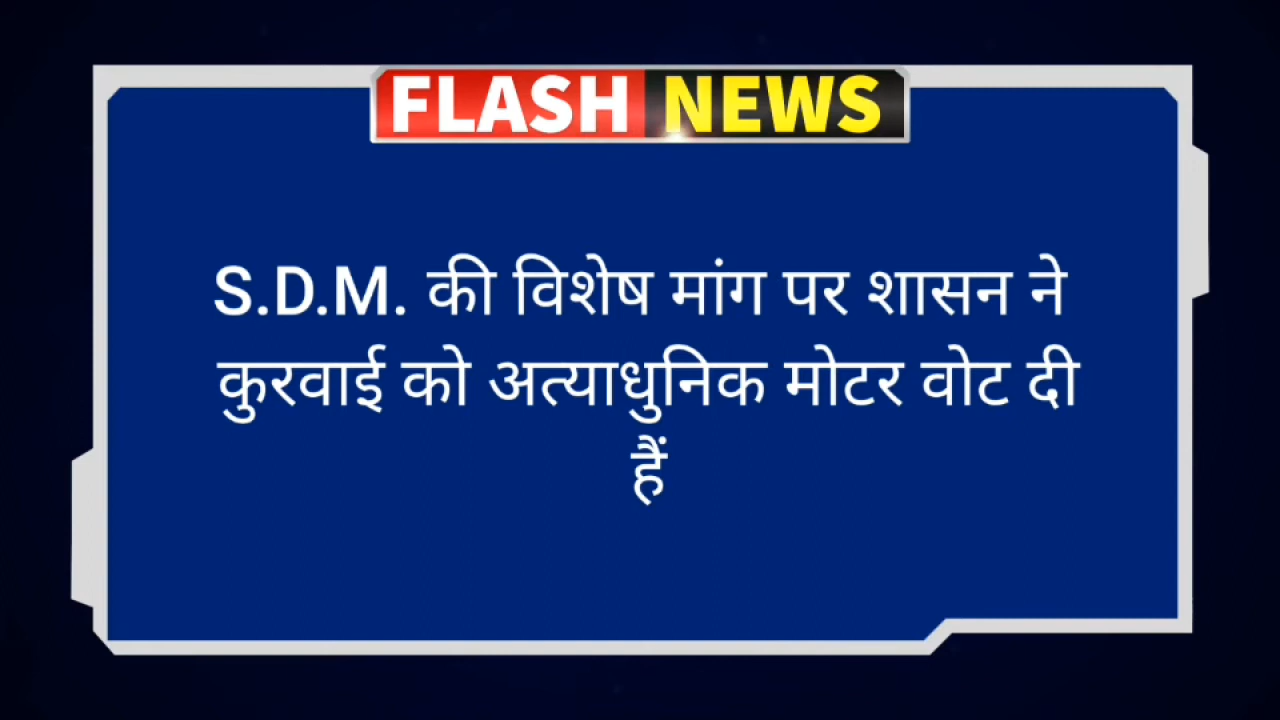 FLASH NEWS
S.D.M. की विशेष मांग पर शासन ने
कुरवाई को अत्याधुनिक मोटर वोट दी
हैं